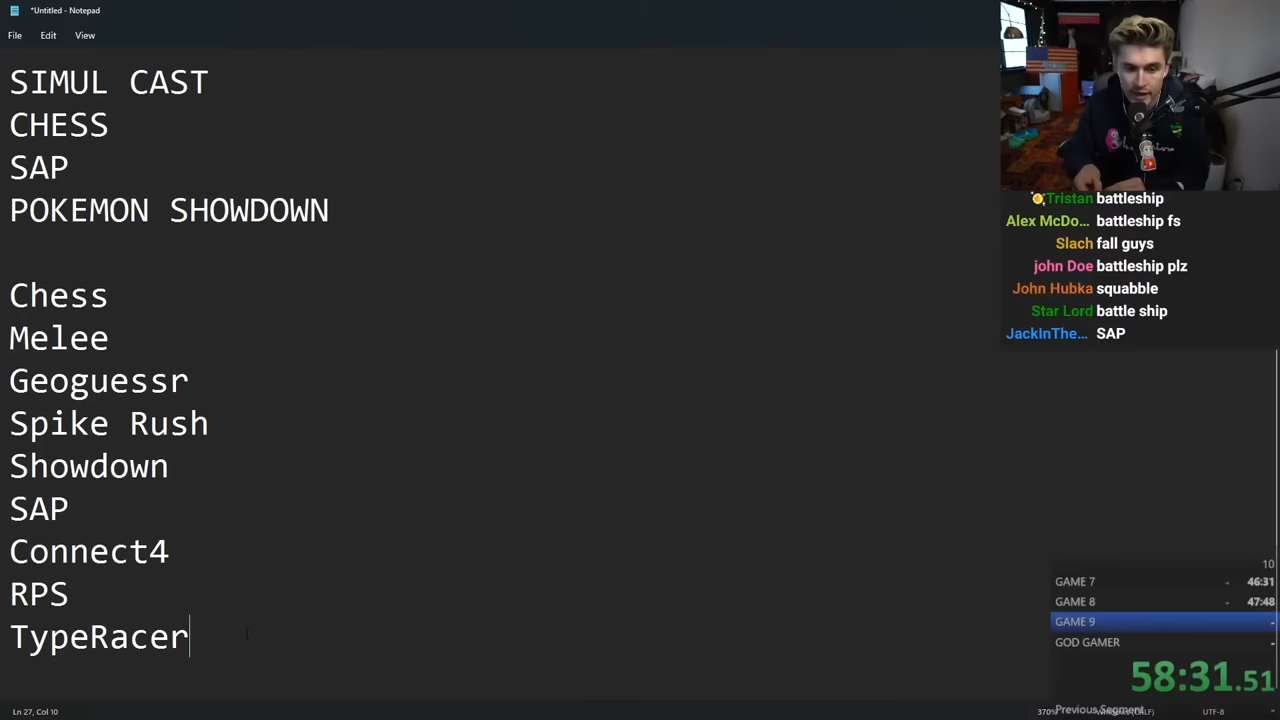 *Untitled - Notepad
File Edit View
SIMUL CAST
CHESS
SAP
POKEMON SHOWDOWN
Chess
Melee
Geoguessr
Spike Rush
Showdown
SAP
Connect4
RPS
TypeRacer
Tristan battleship
Alex McDo... battleship fs
Slach fall guys
john Doe battleship plz
John Hubka squabble
Star Lord battle ship
JackInThe... SAP
10
GAME 7 - 46:31
GAME 8 - 47:48
GAME 9 -
GOD GAMER -
58:31.51
Previous Segment -
Ln 27, Col 10 370% UTF-8